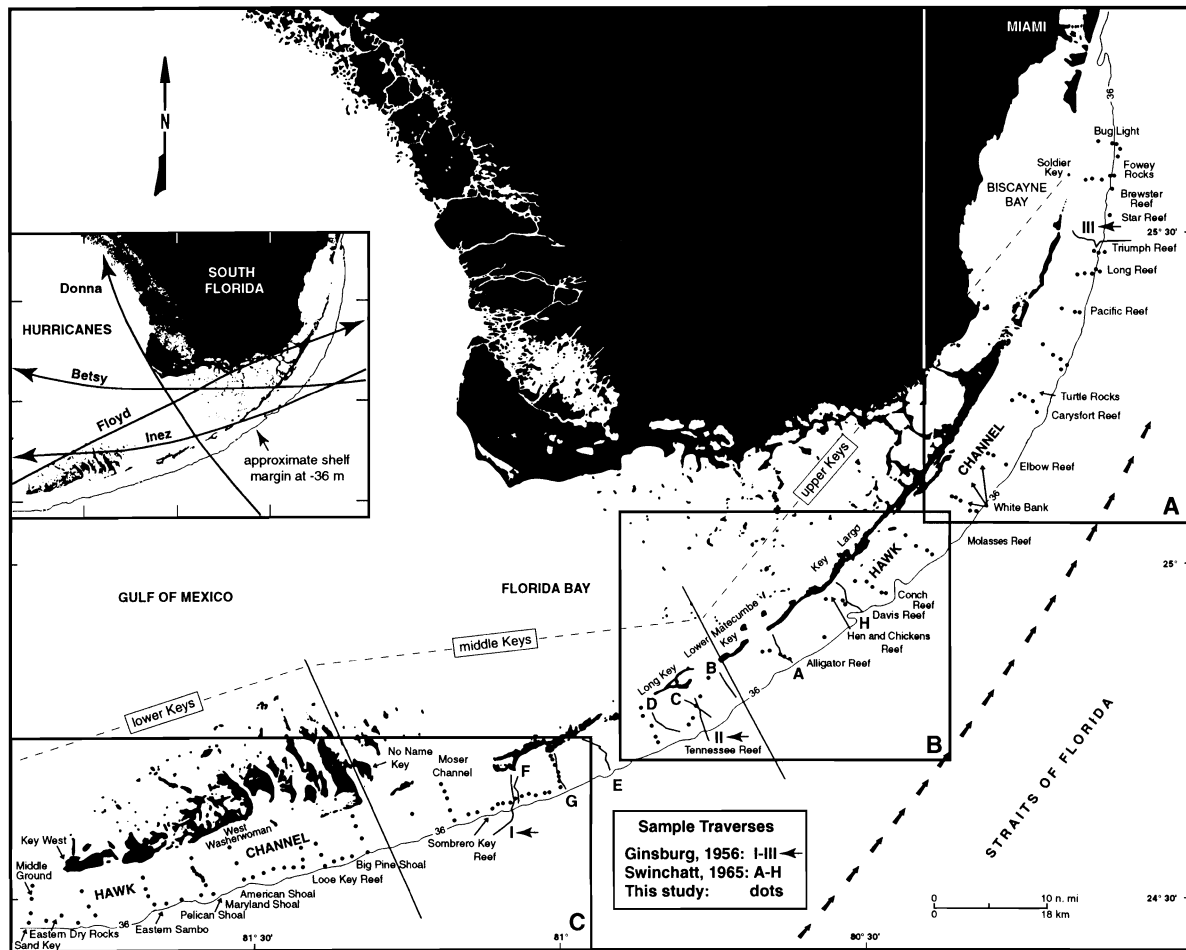 MIAMI
36
Bug Light
Soldier
Key
Fowey
Rocks
BISCAYNE
BAY
Brewster
Reef
Star Reef
III
25° 30'
Triumph Reef
Long Reef
Pacific Reef
Turtle Rocks
Carysfort Reef
CHANNEL
Elbow Reef
36
White Bank
A
N
SOUTH
FLORIDA
Donna
HURRICANES
Betsy
Floyd
Inez
approximate shelf
margin at -36 m
upper Keys
Molasses Reef
Key Largo
HAWK
25°
Conch
Reef
Davis Reef
H
Hen and Chickens
Reef
GULF OF MEXICO
FLORIDA BAY
middle Keys
Lower Matecumbe
Key
Alligator Reef
A
Long Key
B
36
D
C
II
Tennessee Reef
B
lower Keys
No Name
Key
Moser
Channel
F
E
G
36
I
Sombrero Key
Reef
Key West
West
Washerwoman
CHANNEL
Big Pine Shoal
Middle
Ground
HAWK
Looe Key Reef
American Shoal
Maryland Shoal
Pelican Shoal
36
Eastern Sambo
Eastern Dry Rocks
Sand Key
C
Sample Traverses
Ginsburg, 1956: I-III
Swinchatt, 1965: A-H
This study: dots
STRAITS OF FLORIDA
0 10 n. mi
0 18 km
24° 30'
81° 30'
81°
80° 30'